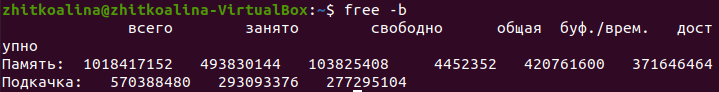 zhitkoalina@zhitkoalina-VirtualBox:~$ free -b
всего занято свободно общая буф./врем. дост
упно
Память: 1018417152 493830144 103825408 4452352 420761600 371646464
Подкачка: 570388480 293093376 277295104